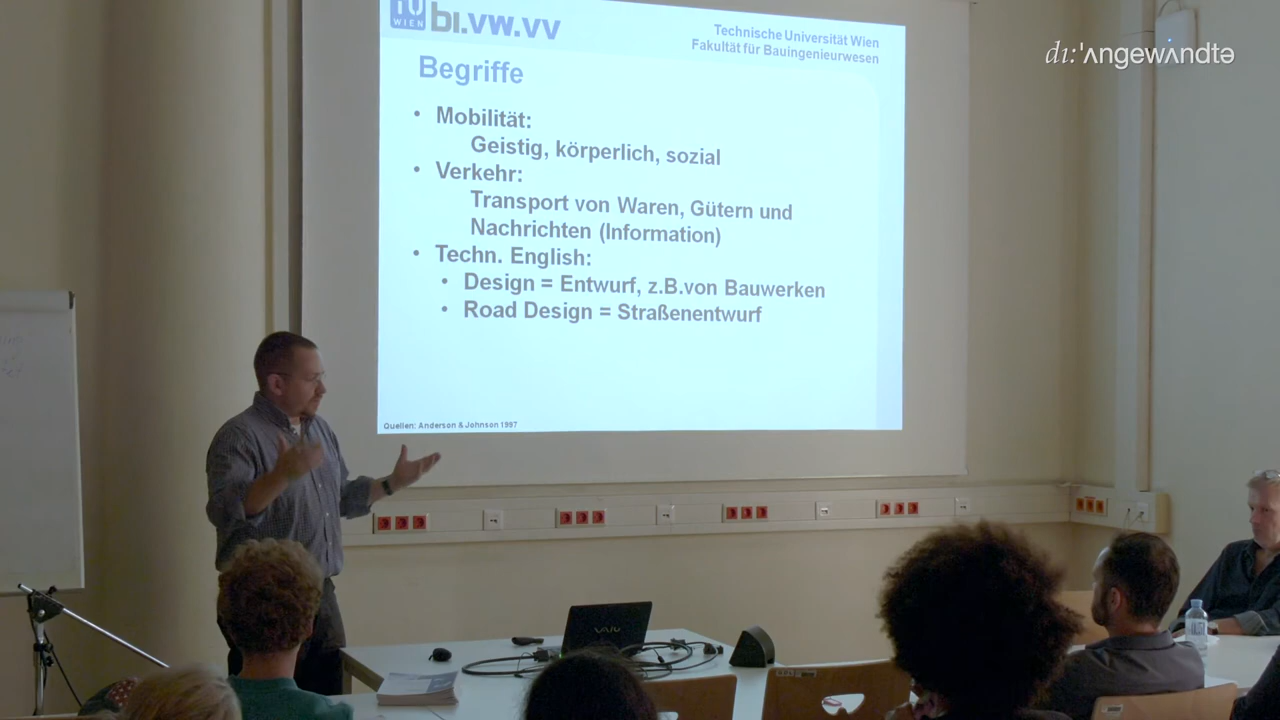 TU
WIEN
bi.vw.vv
Technische Universität Wien
Fakultät für Bauingenieurwesen
dı:'ʌngewʌndtə
Begriffe
• Mobilität:
Geistig, körperlich, sozial
• Verkehr:
Transport von Waren, Gütern und
Nachrichten (Information)
• Techn. English:
• Design = Entwurf, z.B.von Bauwerken
• Road Design = Straßenentwurf
Quellen: Anderson & Johnson 1997
VAIO